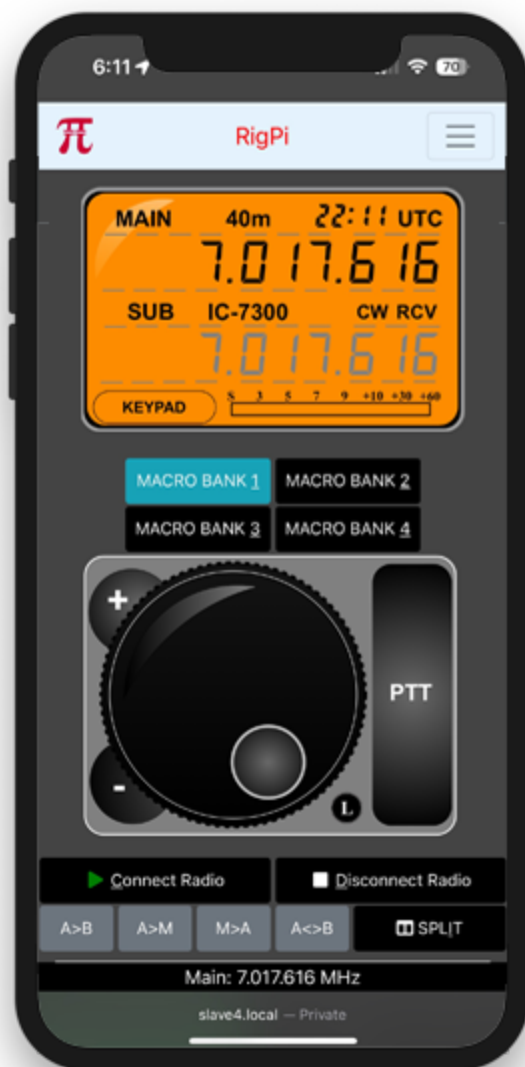 6:11
70
π RigPi
MAIN 40m 22:11 UTC
7.017.616
SUB IC-7300 CW RCV
7.017.616
KEYPAD S 3 5 7 9 +10 +30 +60
MACRO BANK 1 MACRO BANK 2
MACRO BANK 3 MACRO BANK 4
+
PTT
-
L
Connect Radio Disconnect Radio
A>B A>M M>A A<>B SPLIT
Main: 7.017.616 MHz
slave4.local — Private